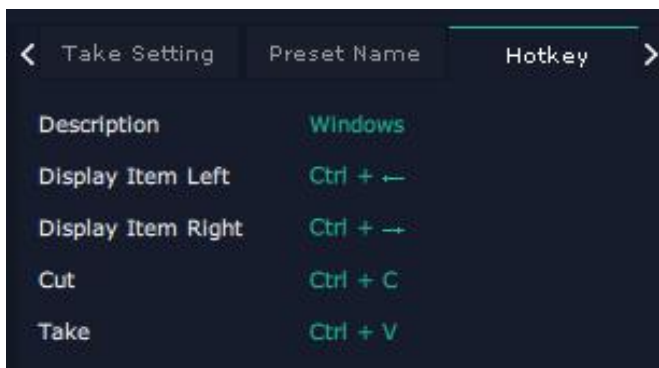 Take Setting Preset Name Hotkey
Description Windows
Display Item Left Ctrl + ←
Display Item Right Ctrl + →
Cut Ctrl + C
Take Ctrl + V